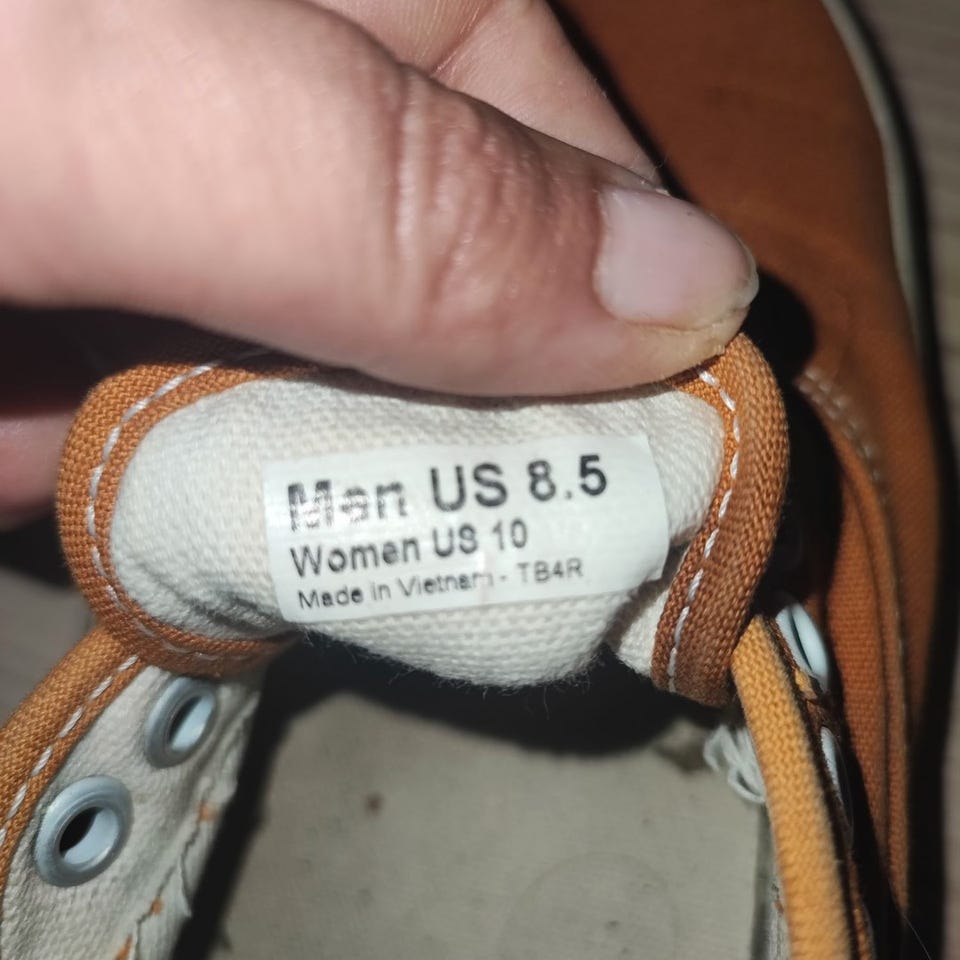 Men US 8.5
Women US 10
Made in Vietnam - TB4R